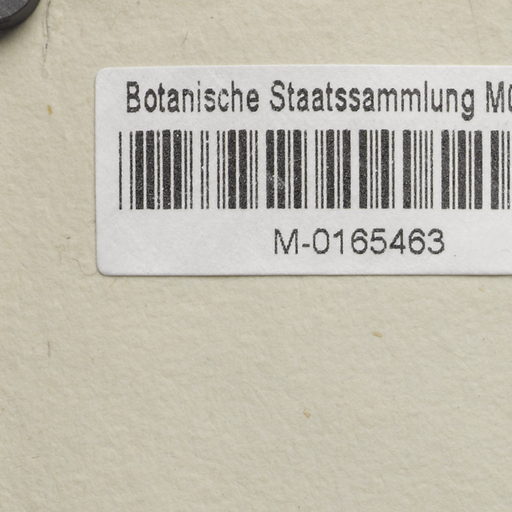 Botanische Staatssammlung
M-0165463